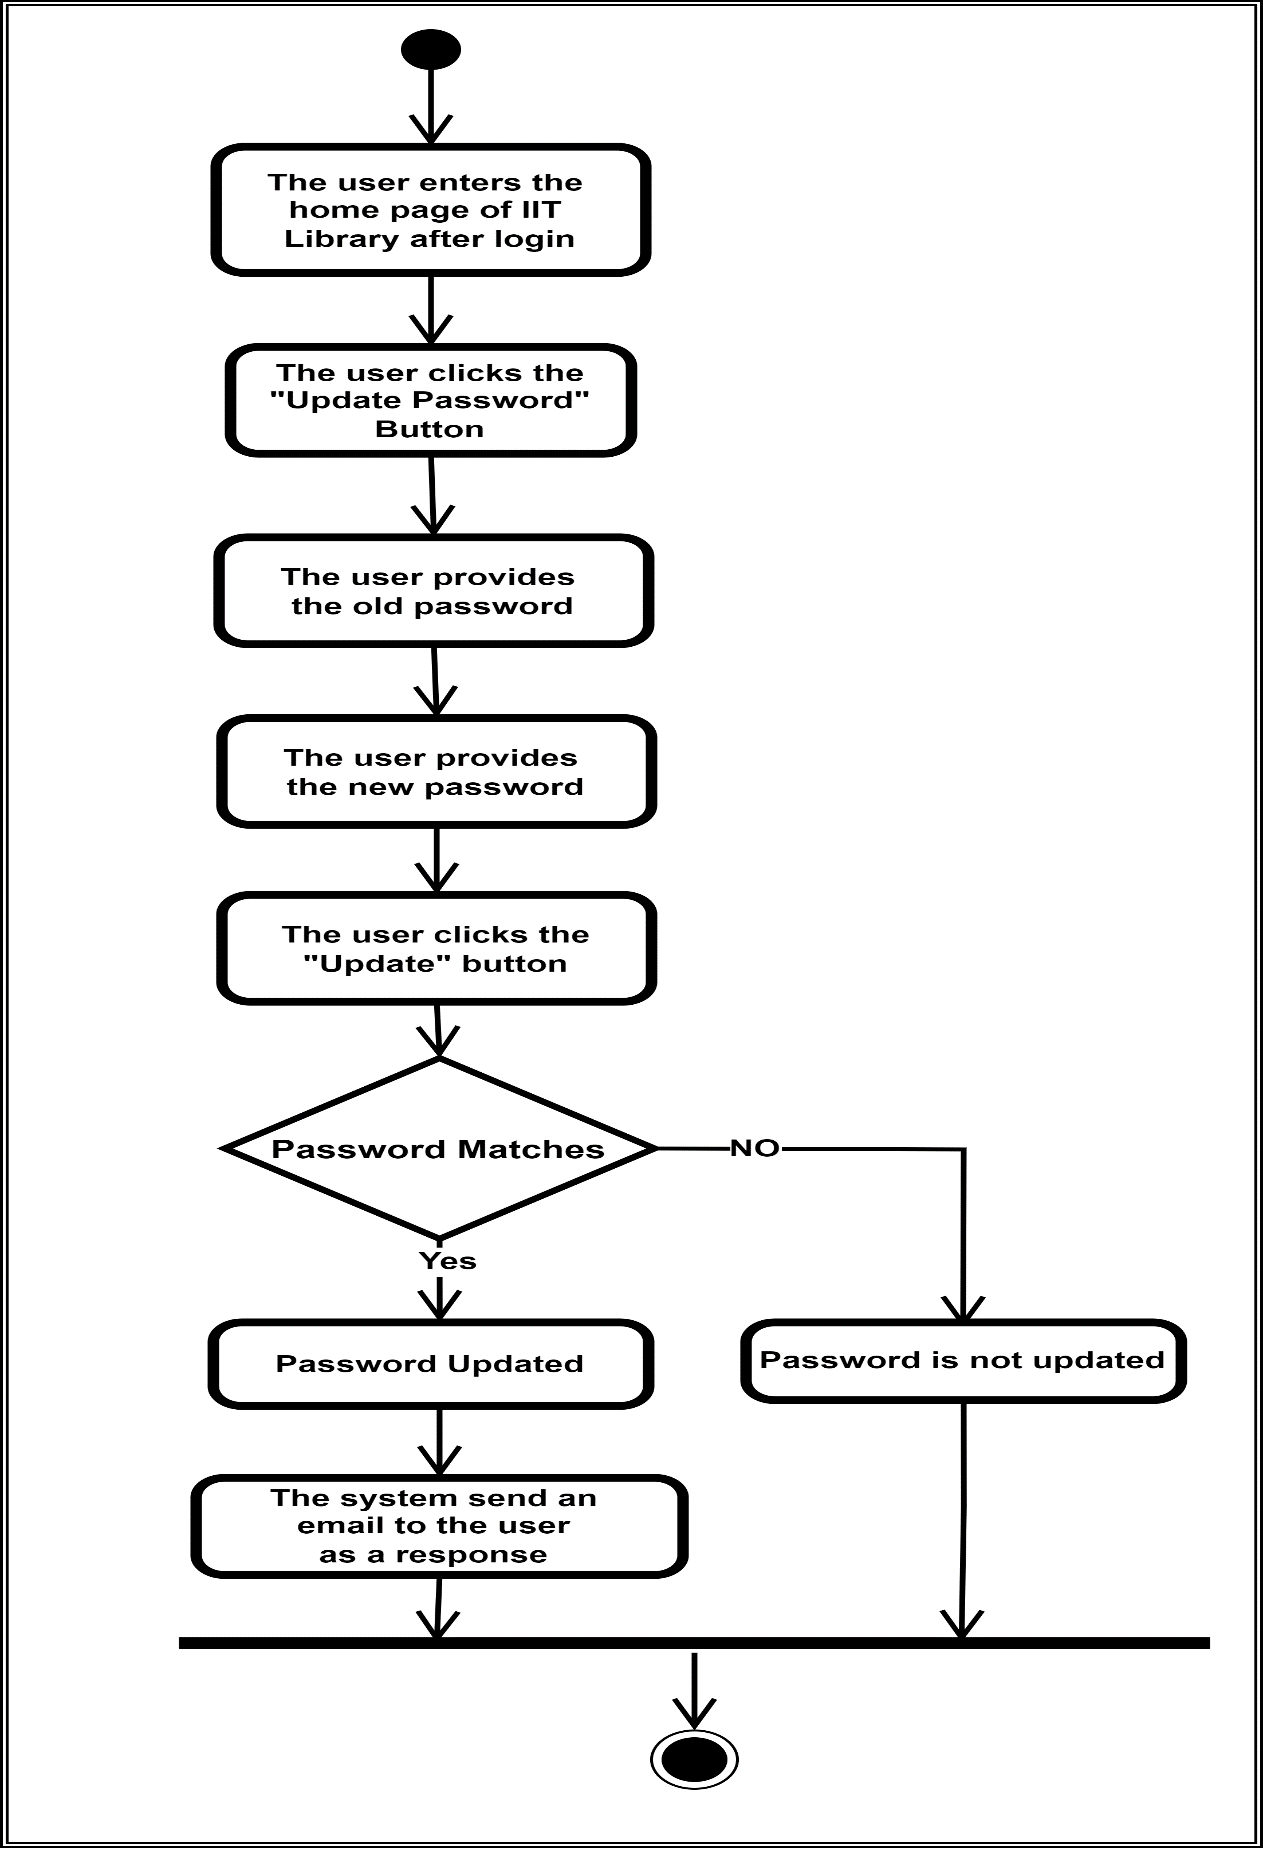 The user enters the
home page of IIT
Library after login
The user clicks the
"Update Password"
Button
The user provides
the old password
The user provides
the new password
The user clicks the
"Update" button
Password Matches
NO
Yes
Password Updated
Password is not updated
The system send an
email to the user
as a response